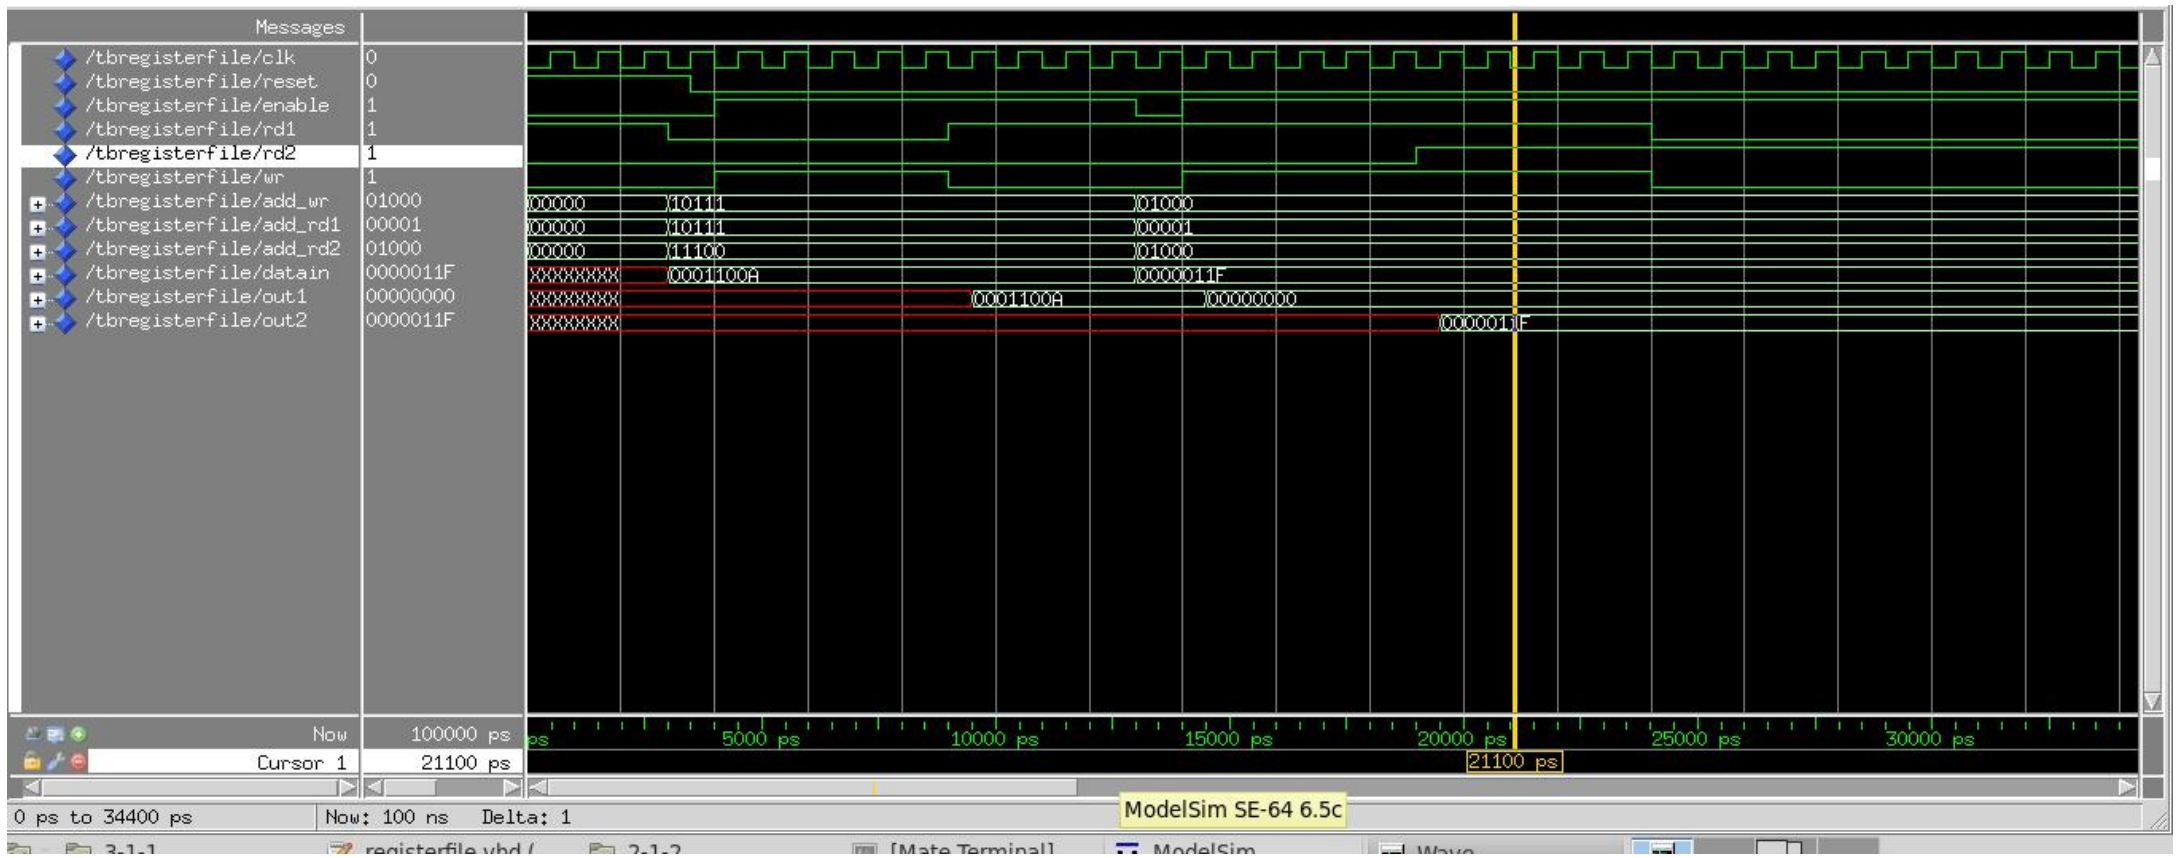 Messages
/tbregisterfile/clk 0
/tbregisterfile/reset 0
/tbregisterfile/enable 1
/tbregisterfile/rd1 1
/tbregisterfile/rd2 1
/tbregisterfile/wr 1
/tbregisterfile/add_wr 01000 00000 10111 01000
/tbregisterfile/add_rd1 00001 00000 10111 00001
/tbregisterfile/add_rd2 01000 00000 11100 01000
/tbregisterfile/datain 0000011F XXXXXXXX 0001100A 0000011F
/tbregisterfile/out1 00000000 XXXXXXXX 0001100A 00000000
/tbregisterfile/out2 0000011F XXXXXXXX 0000011F
Now 100000 ps ps 5000 ps 10000 ps 15000 ps 20000 ps 25000 ps 30000 ps
Cursor 1 21100 ps 21100 ps
ModelSim SE-64 6.5c
0 ps to 34400 ps Now: 100 ns Delta: 1
3-1-1 registerfile.vhd ( 2-1-2 [Mate Terminal] ModelSim Wave